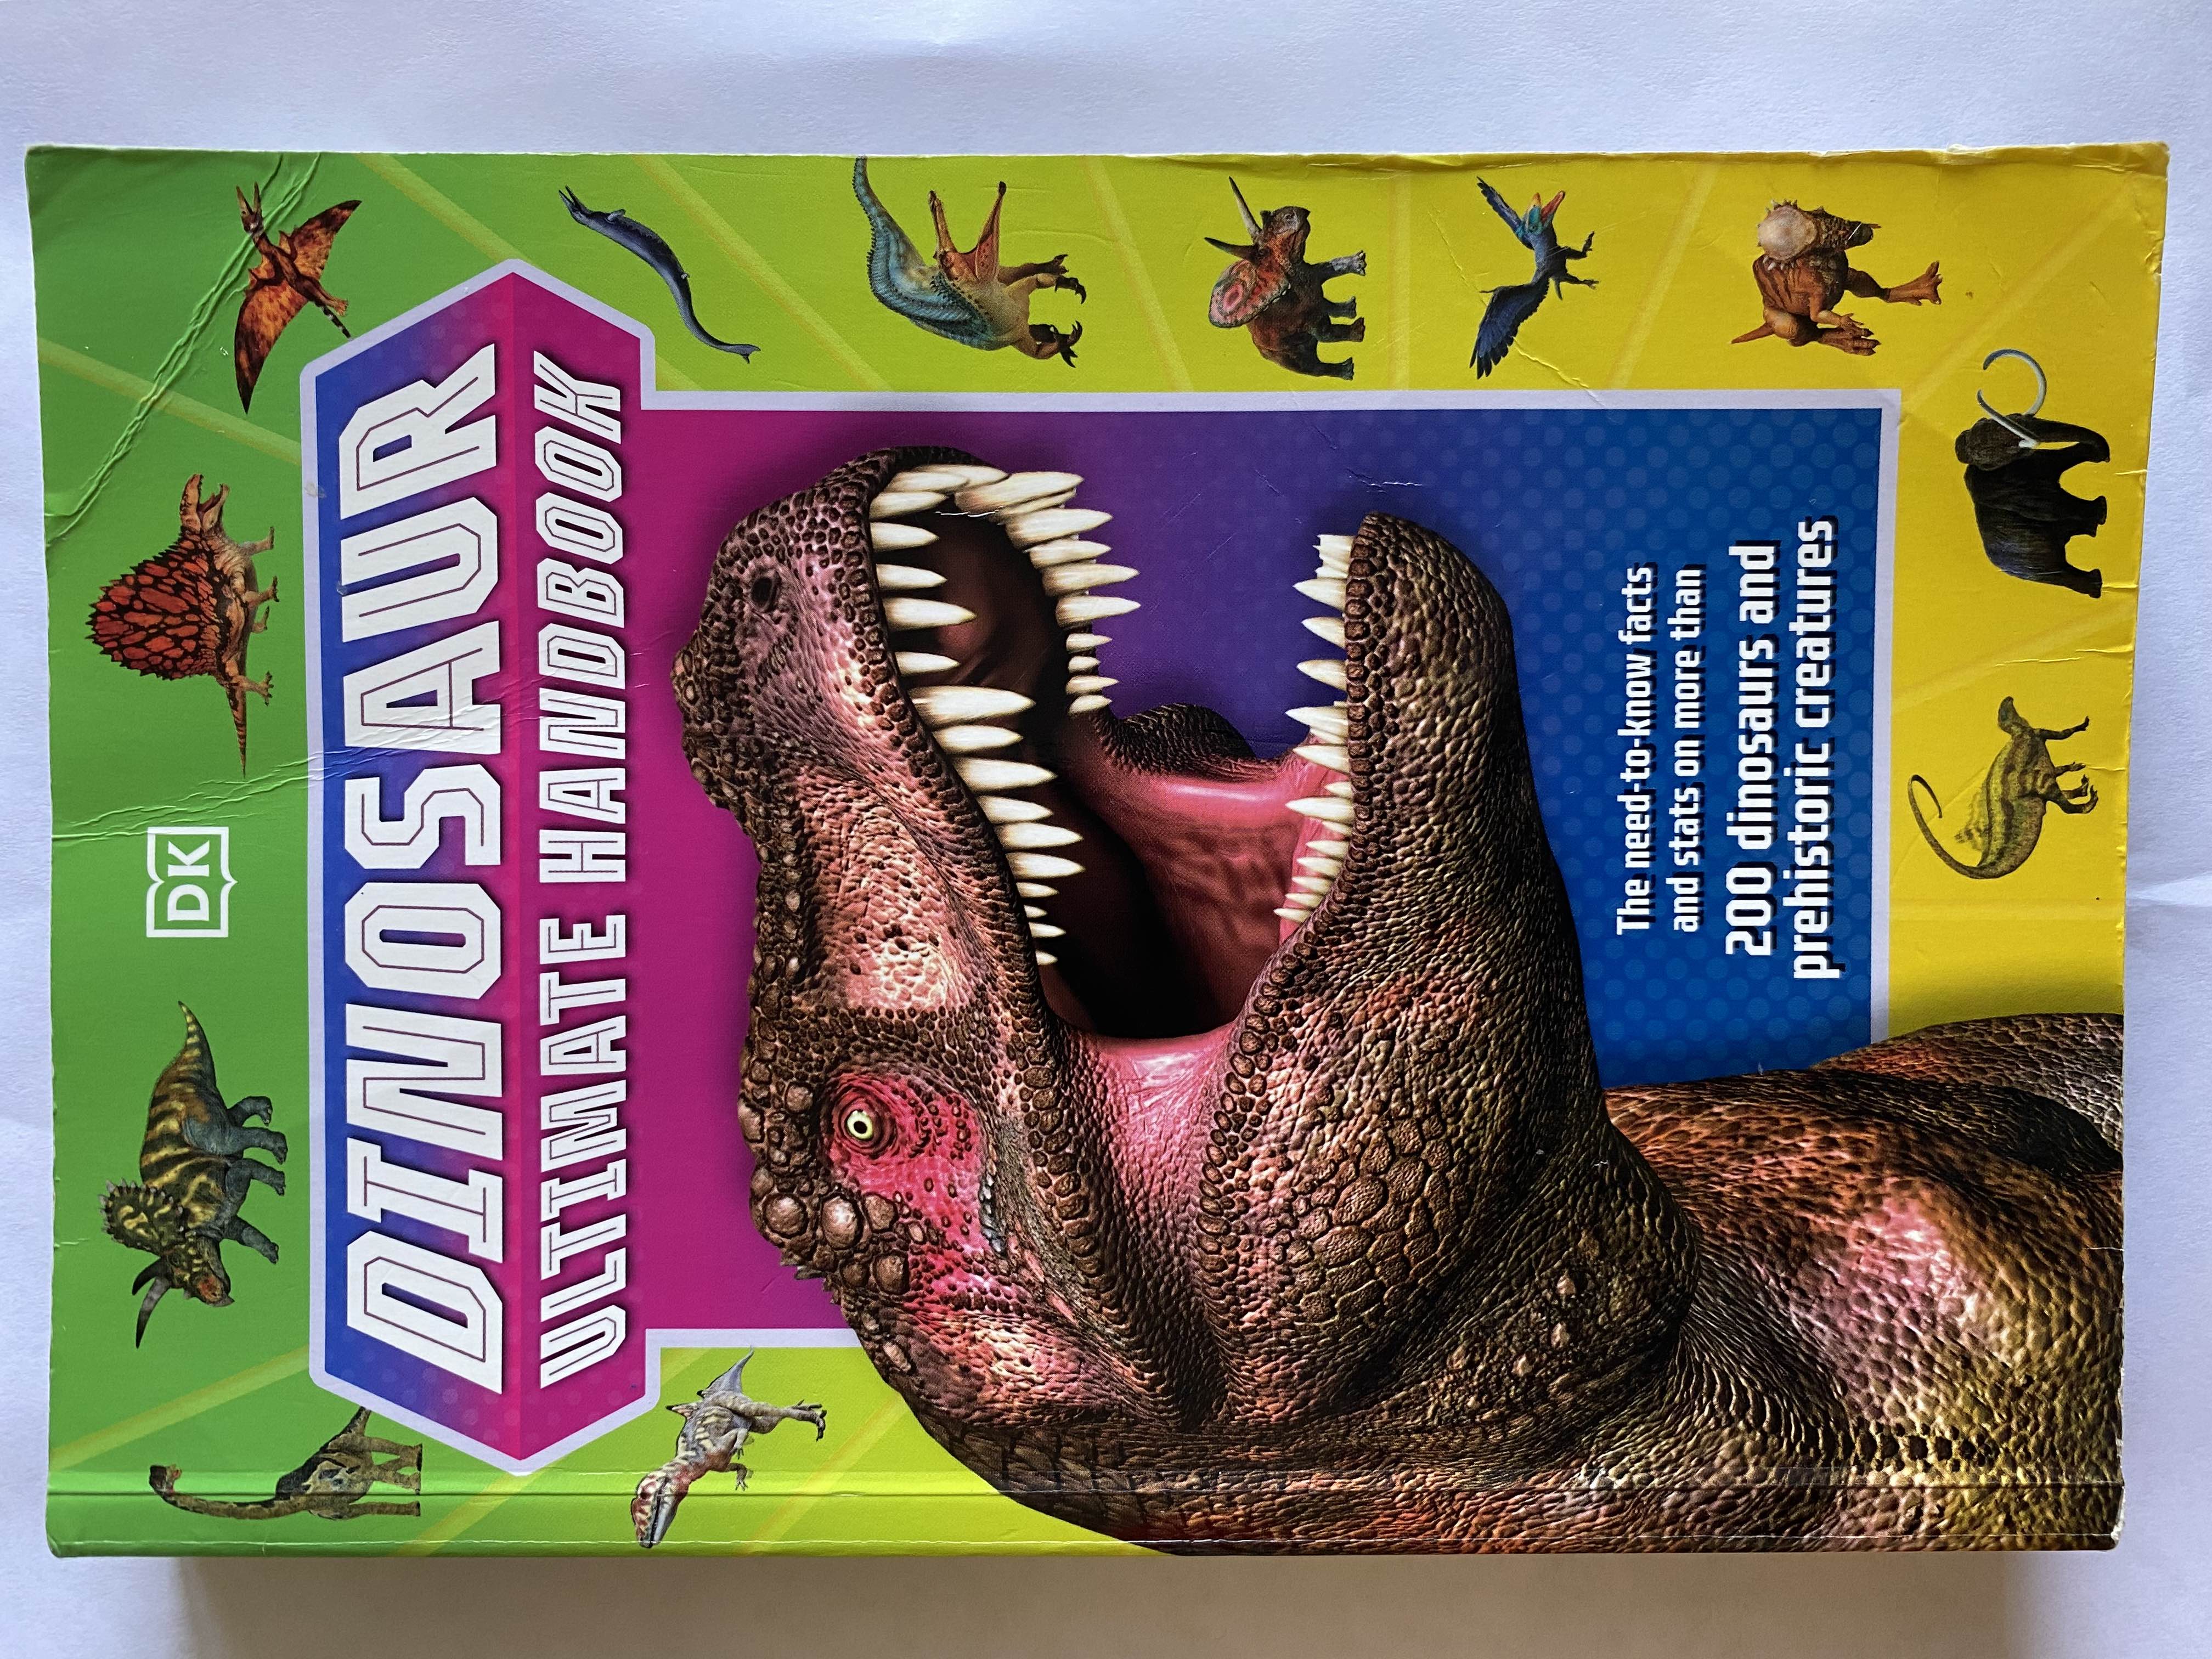 DK
DINOSAUR
ULTIMATE HANDBOOK
The need-to-know facts
and stats on more than
200 dinosaurs and
prehistoric creatures